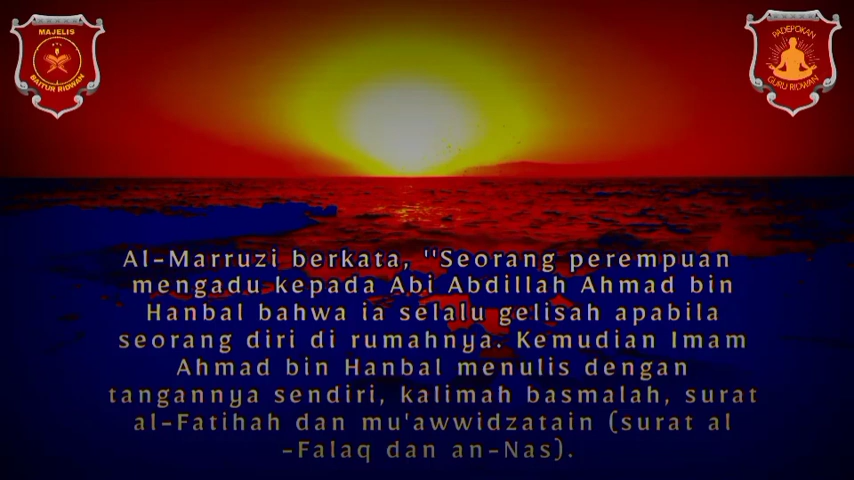 MAJELIS
BAITUR RIDWAN
PADEPOKAN
GURU RIDWAN
Al-Marruzi berkata, "Seorang perempuan
mengadu kepada Abi Abdillah Ahmad bin
Hanbal bahwa ia selalu gelisah apabila
seorang diri di rumahnya. Kemudian Imam
Ahmad bin Hanbal menulis dengan
tangannya sendiri, kalimah basmalah, surat
al-Fatihah dan mu'awwidzatain (surat al
-Falaq dan an-Nas).